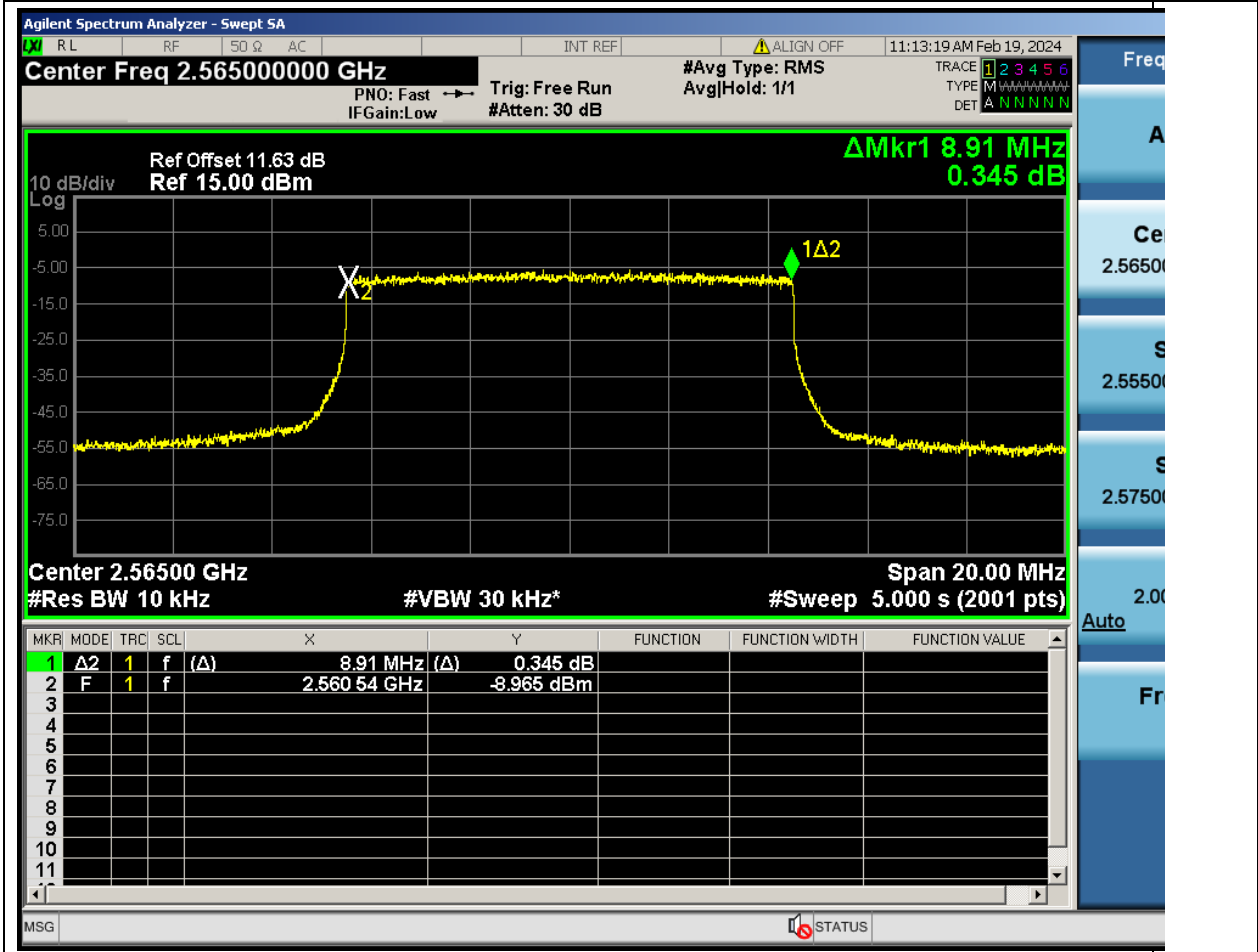 Agilent Spectrum Analyzer - Swept SA
LXI RL RF 50 Ω AC INT REF ALIGN OFF 11:13:19 AM Feb 19, 2024
Center Freq 2.565000000 GHz
PNO: Fast
IFGain:Low
Trig: Free Run
#Atten: 30 dB
#Avg Type: RMS
Avg|Hold: 1/1
TRACE 1 2 3 4 5 6
TYPE M WWWWW
DET A N N N N N
Freq
ΔMkr1 8.91 MHz
0.345 dB
Ref Offset 11.63 dB
Ref 15.00 dBm
10 dB/div
Log
5.00
-5.00
-15.0
-25.0
-35.0
-45.0
-55.0
-65.0
-75.0
1Δ2
X2
Center 2.56500 GHz
Span 20.00 MHz
#Res BW 10 kHz
#VBW 30 kHz*
#Sweep 5.000 s (2001 pts)
MKR MODE TRC SCL X Y FUNCTION FUNCTION WIDTH FUNCTION VALUE
1 Δ2 1 f (Δ) 8.91 MHz (Δ) 0.345 dB
2 F 1 f 2.560 54 GHz -8.965 dBm
3
4
5
6
7
8
9
10
11
MSG
STATUS
A
Ce
2.5650
S
2.5550
S
2.5750
2.00
Auto
Fr